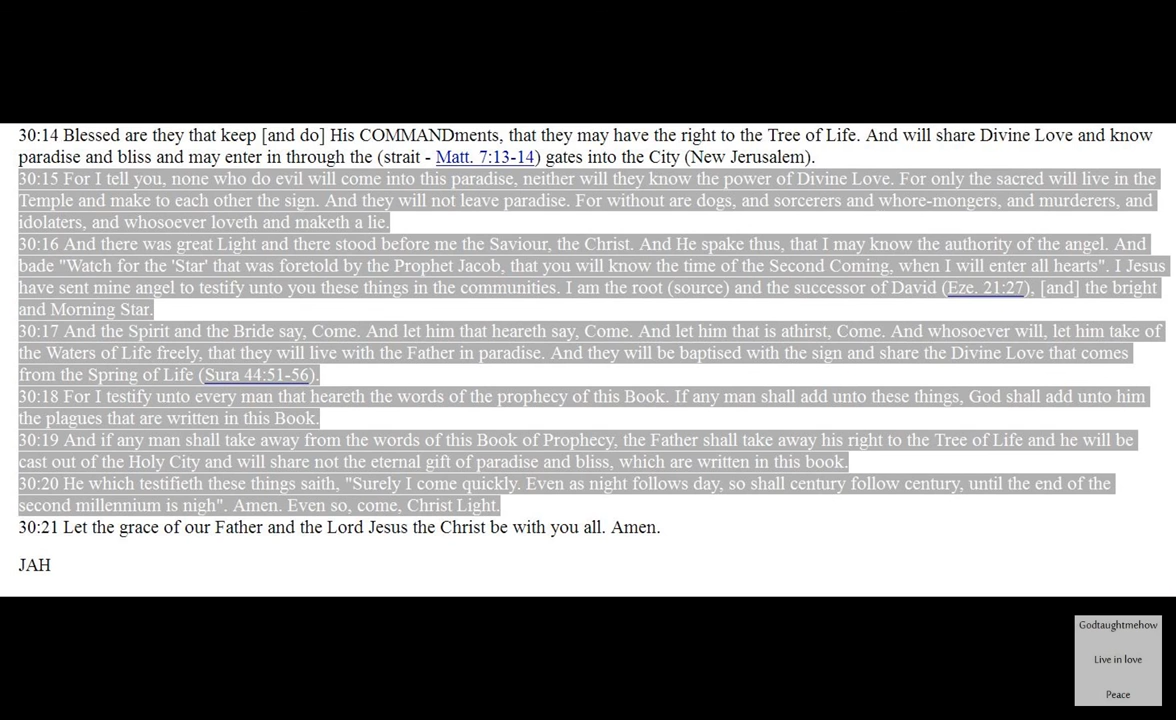 30:14 Blessed are they that keep [and do] His COMMANDments, that they may have the right to the Tree of Life. And will share Divine Love and know
paradise and bliss and may enter in through the (strait - Matt. 7:13-14) gates into the City (New Jerusalem).
30:15 For I tell you, none who do evil will come into this paradise, neither will they know the power of Divine Love. For only the sacred will live in the
Temple and make to each other the sign. And they will not leave paradise. For without are dogs, and sorcerers and whore-mongers, and murderers, and
idolaters, and whosoever loveth and maketh a lie.
30:16 And there was great Light and there stood before me the Saviour, the Christ. And He spake thus, that I may know the authority of the angel. And
bade "Watch for the 'Star' that was foretold by the Prophet Jacob, that you will know the time of the Second Coming, when I will enter all hearts". I Jesus
have sent mine angel to testify unto you these things in the communities. I am the root (source) and the successor of David (Eze. 21:27), [and] the bright
and Morning Star.
30:17 And the Spirit and the Bride say, Come. And let him that heareth say, Come. And let him that is athirst, Come. And whosoever will, let him take of
the Waters of Life freely, that they will live with the Father in paradise. And they will be baptised with the sign and share the Divine Love that comes
from the Spring of Life (Sura 44:51-56).
30:18 For I testify unto every man that heareth the words of the prophecy of this Book. If any man shall add unto these things, God shall add unto him
the plagues that are written in this Book.
30:19 And if any man shall take away from the words of this Book of Prophecy, the Father shall take away his right to the Tree of Life and he will be
cast out of the Holy City and will share not the eternal gift of paradise and bliss, which are written in this book.
30:20 He which testifieth these things saith, "Surely I come quickly. Even as night follows day, so shall century follow century, until the end of the
second millennium is nigh". Amen. Even so, come, Christ Light.
30:21 Let the grace of our Father and the Lord Jesus the Christ be with you all. Amen.
JAH
Godtaughtmehow
Live in love
Peace